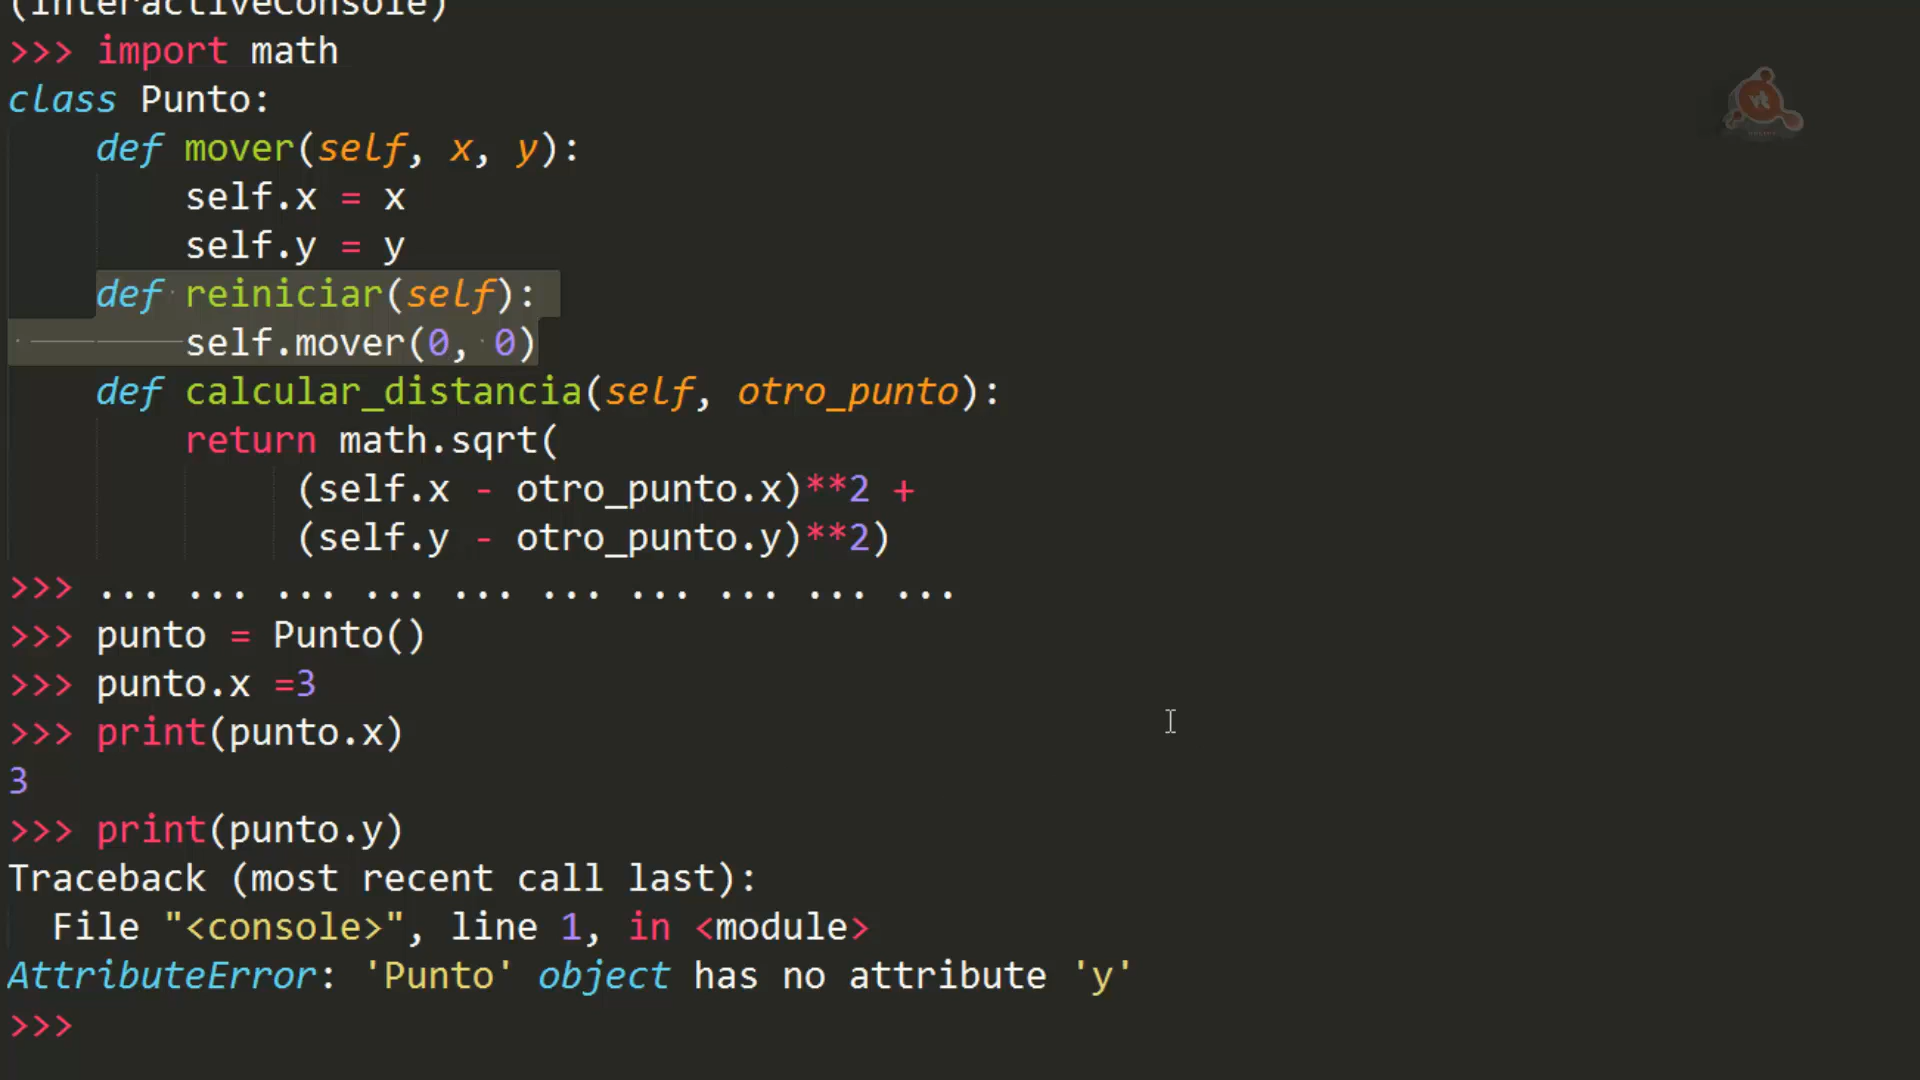 (InteractiveConsole)
>>> import math
class Punto:
    def mover(self, x, y):
        self.x = x
        self.y = y
    def reiniciar(self):
        self.mover(0, 0)
    def calcular_distancia(self, otro_punto):
        return math.sqrt(
             (self.x - otro_punto.x)**2 +
             (self.y - otro_punto.y)**2)
>>> ... ... ... ... ... ... ... ... ... ...
>>> punto = Punto()
>>> punto.x =3
>>> print(punto.x)
3
>>> print(punto.y)
Traceback (most recent call last):
  File "<console>", line 1, in <module>
AttributeError: 'Punto' object has no attribute 'y'
>>>